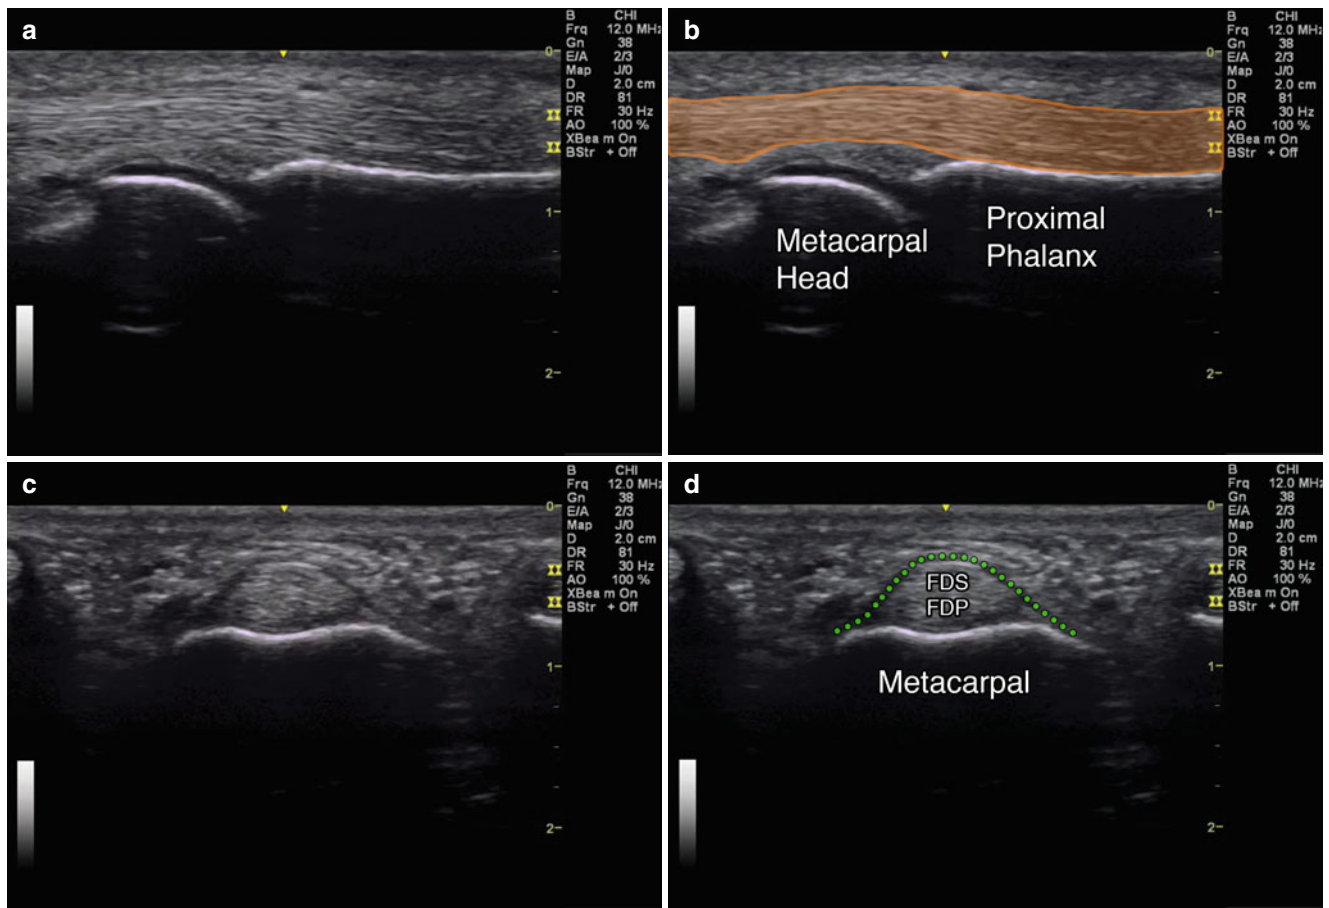 a
B CHI
Frq 12.0 MHz
Gn 38
E/A 2/3
Map J/0
D 2.0 cm
DR 81
FR 30 Hz
AO 100 %
XBeam On
BStr + Off
0
1
2
b
B CHI
Frq 12.0 MHz
Gn 38
E/A 2/3
Map J/0
D 2.0 cm
DR 81
FR 30 Hz
AO 100 %
XBeam On
BStr + Off
0
1
2
Metacarpal
Head
Proximal
Phalanx
c
B CHI
Frq 12.0 MHz
Gn 38
E/A 2/3
Map J/0
D 2.0 cm
DR 81
FR 30 Hz
AO 100 %
XBeam On
BStr + Off
0
1
2
d
B CHI
Frq 12.0 MHz
Gn 38
E/A 2/3
Map J/0
D 2.0 cm
DR 81
FR 30 Hz
AO 100 %
XBeam On
BStr + Off
0
1
2
FDS
FDP
Metacarpal